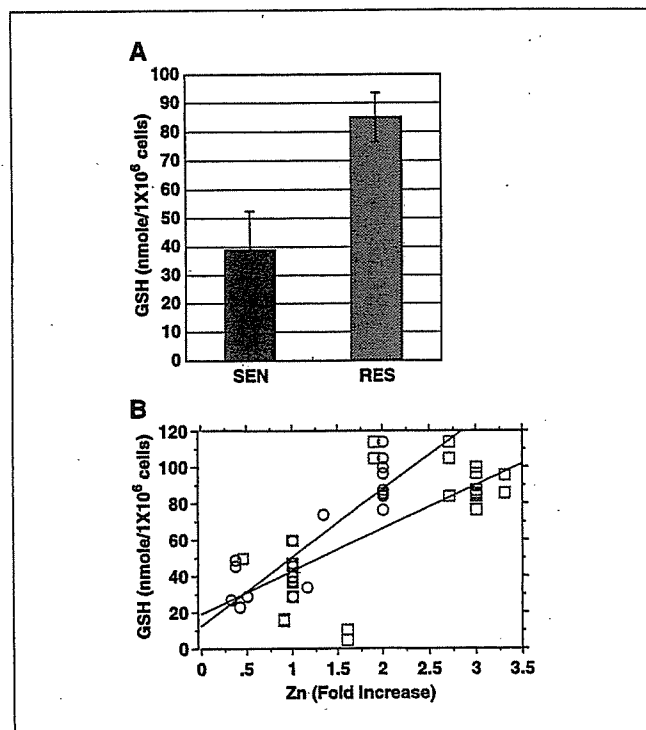 A
GSH (nmole/1X10⁶ cells)
100
90
80
70
60
50
40
30
20
10
0
SEN RES
B
GSH (nmole/1X10⁶ cells)
120
100
80
60
40
20
0
0 .5 1 1.5 2 2.5 3 3.5
Zn (Fold Increase)